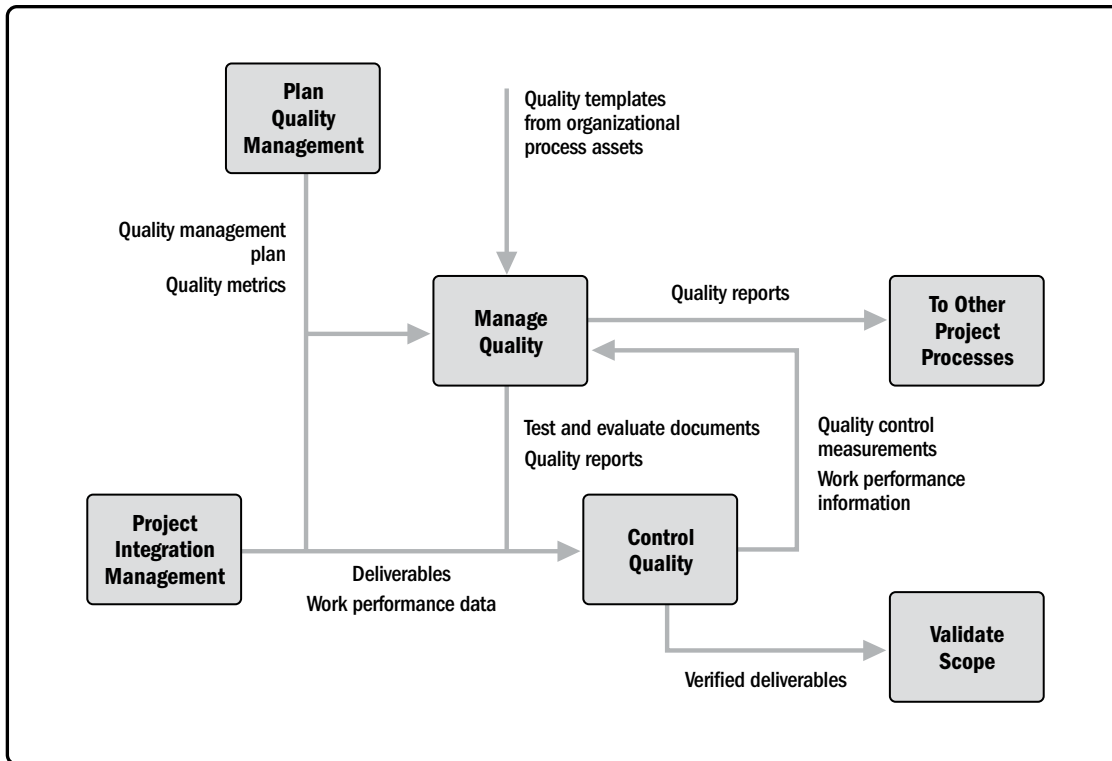 Plan
Quality
Management
Quality templates
from organizational
process assets
Quality management
plan
Quality metrics
Manage
Quality
Quality reports
To Other
Project
Processes
Test and evaluate documents
Quality reports
Quality control
measurements
Work performance
information
Project
Integration
Management
Deliverables
Work performance data
Control
Quality
Verified deliverables
Validate
Scope